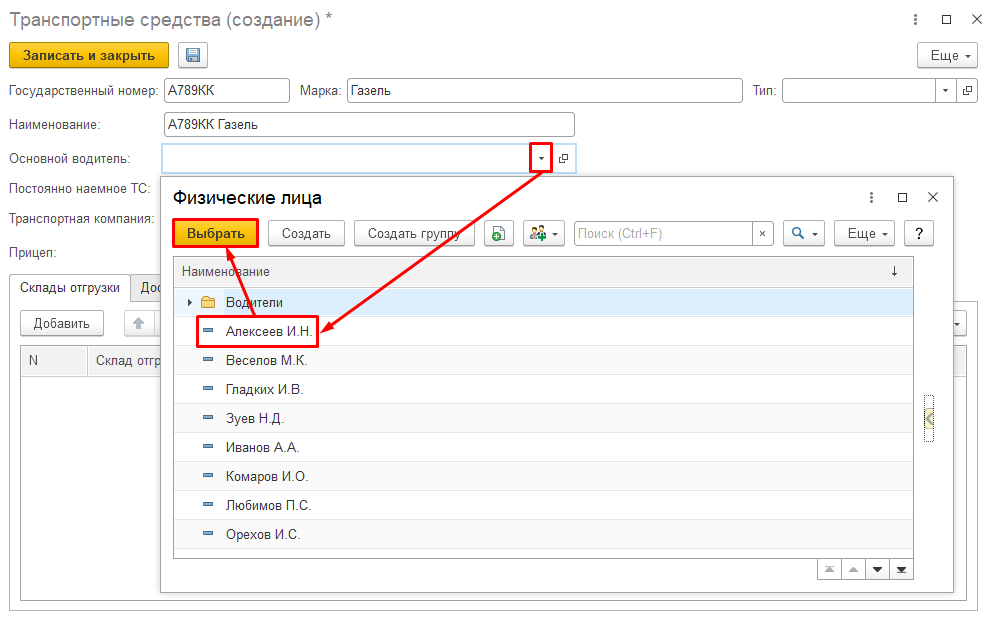 Транспортные средства (создание) *
Записать и закрыть
Еще
Государственный номер: А789КК Марка: Газель Тип:
Наименование: А789КК Газель
Основной водитель:
Постоянно наемное ТС:
Транспортная компания:
Прицеп:
Склады отгрузки Дос
Добавить
N Склад отгр
Физические лица
Выбрать Создать Создать группу Поиск (Ctrl+F) × Еще ?
Наименование ↓
Водители
Алексеев И.Н.
Веселов М.К.
Гладких И.В.
Зуев Н.Д.
Иванов А.А.
Комаров И.О.
Любимов П.С.
Орехов И.С.